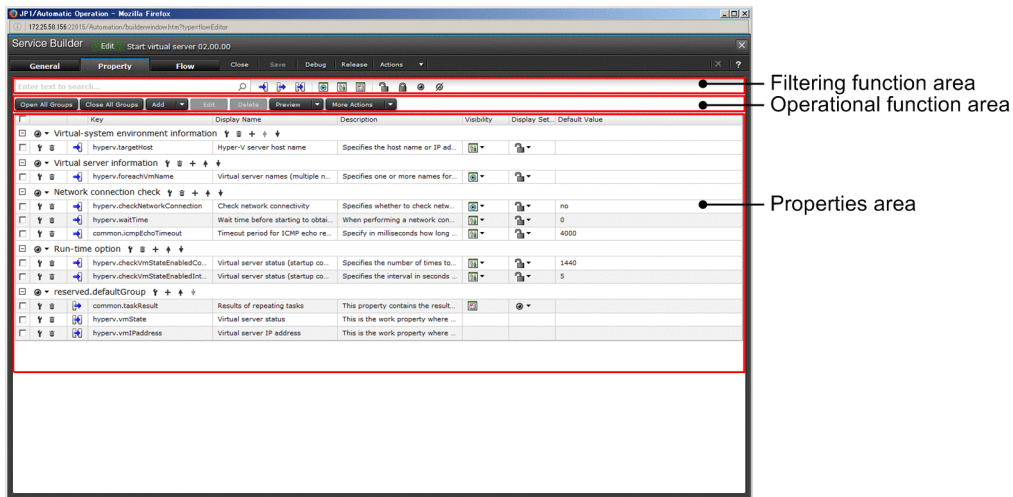 JP1/Automatic Operation - Mozilla Firefox
172.25.50.156:22015/Automation/builderwindow.htm?type=flowEditor
Service Builder Edit Start virtual server 02.00.00
General Property Flow Close Save Debug Release Actions ?
Enter text to search...
Filtering function area
Open All Groups Close All Groups Add Edit Delete Preview More Actions
Operational function area
Key Display Name Description Visibility Display Set... Default Value
Virtual-system environment information
hyperv.targetHost Hyper-V server host name Specifies the host name or IP ad...
Virtual server information
hyperv.foreachVmName Virtual server names (multiple n... Specifies one or more names for...
Network connection check
hyperv.checkNetworkConnection Check network connectivity Specifies whether to check netw... no
Properties area
hyperv.waitTime Wait time before starting to obtai... When performing a network con... 0
common.icmpEchoTimeout Timeout period for ICMP echo re... Specify in milliseconds how long ... 4000
Run-time option
hyperv.checkVmStateEnabledCo... Virtual server status (startup co... Specifies the number of times to... 1440
hyperv.checkVmStateEnabledInt... Virtual server status (startup co... Specifies the interval in seconds ... 5
reserved.defaultGroup
common.taskResult Results of repeating tasks This property contains the result...
hyperv.vmState Virtual server status This is the work property where ...
hyperv.vmIPaddress Virtual server IP address This is the work property where ...